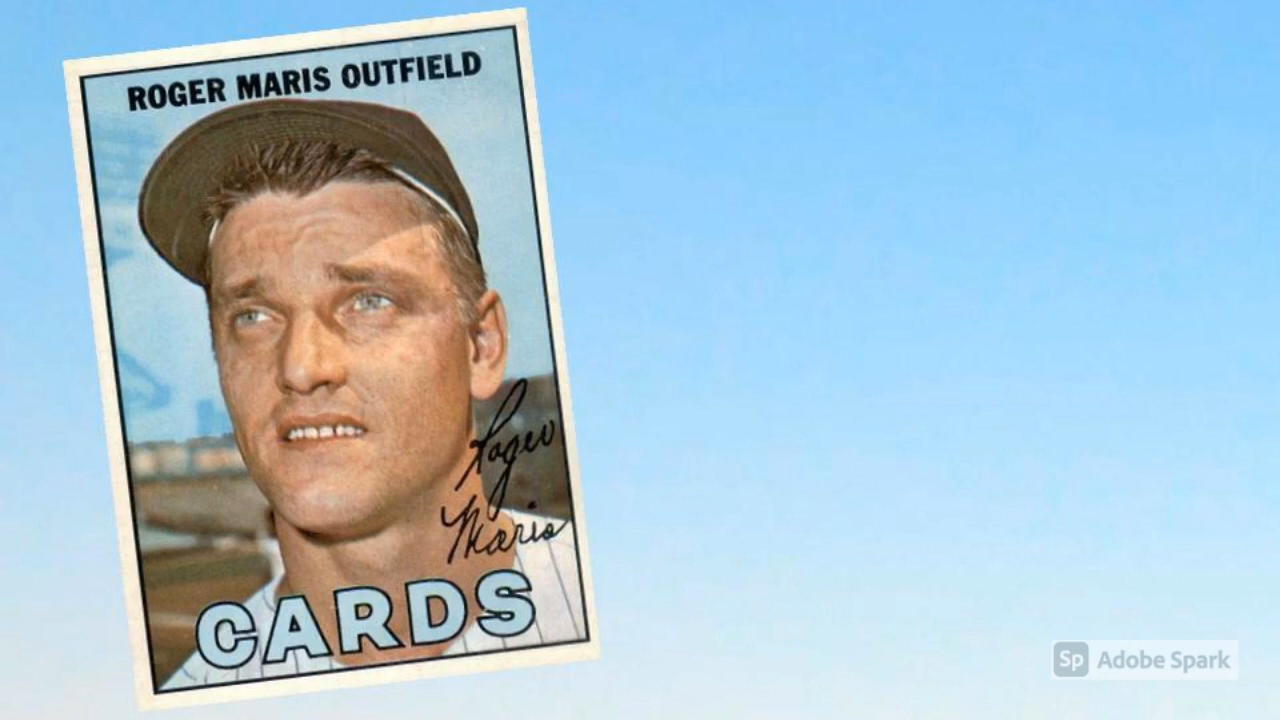 ROGER MARIS OUTFIELD
Roger
Maris
CARDS
Sp Adobe Spark